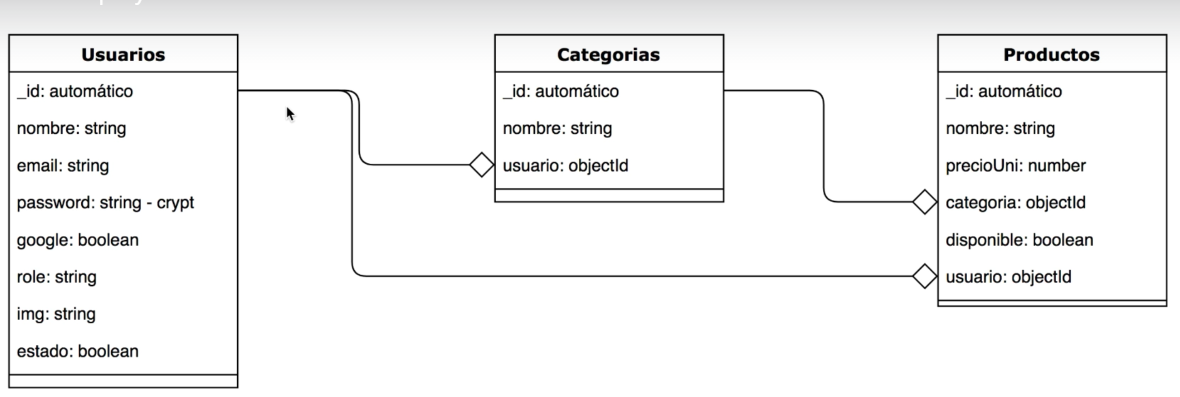 Usuarios
_id: automático
nombre: string
email: string
password: string - crypt
google: boolean
role: string
img: string
estado: boolean
Categorias
_id: automático
nombre: string
usuario: objectId
Productos
_id: automático
nombre: string
precioUni: number
categoria: objectId
disponible: boolean
usuario: objectId